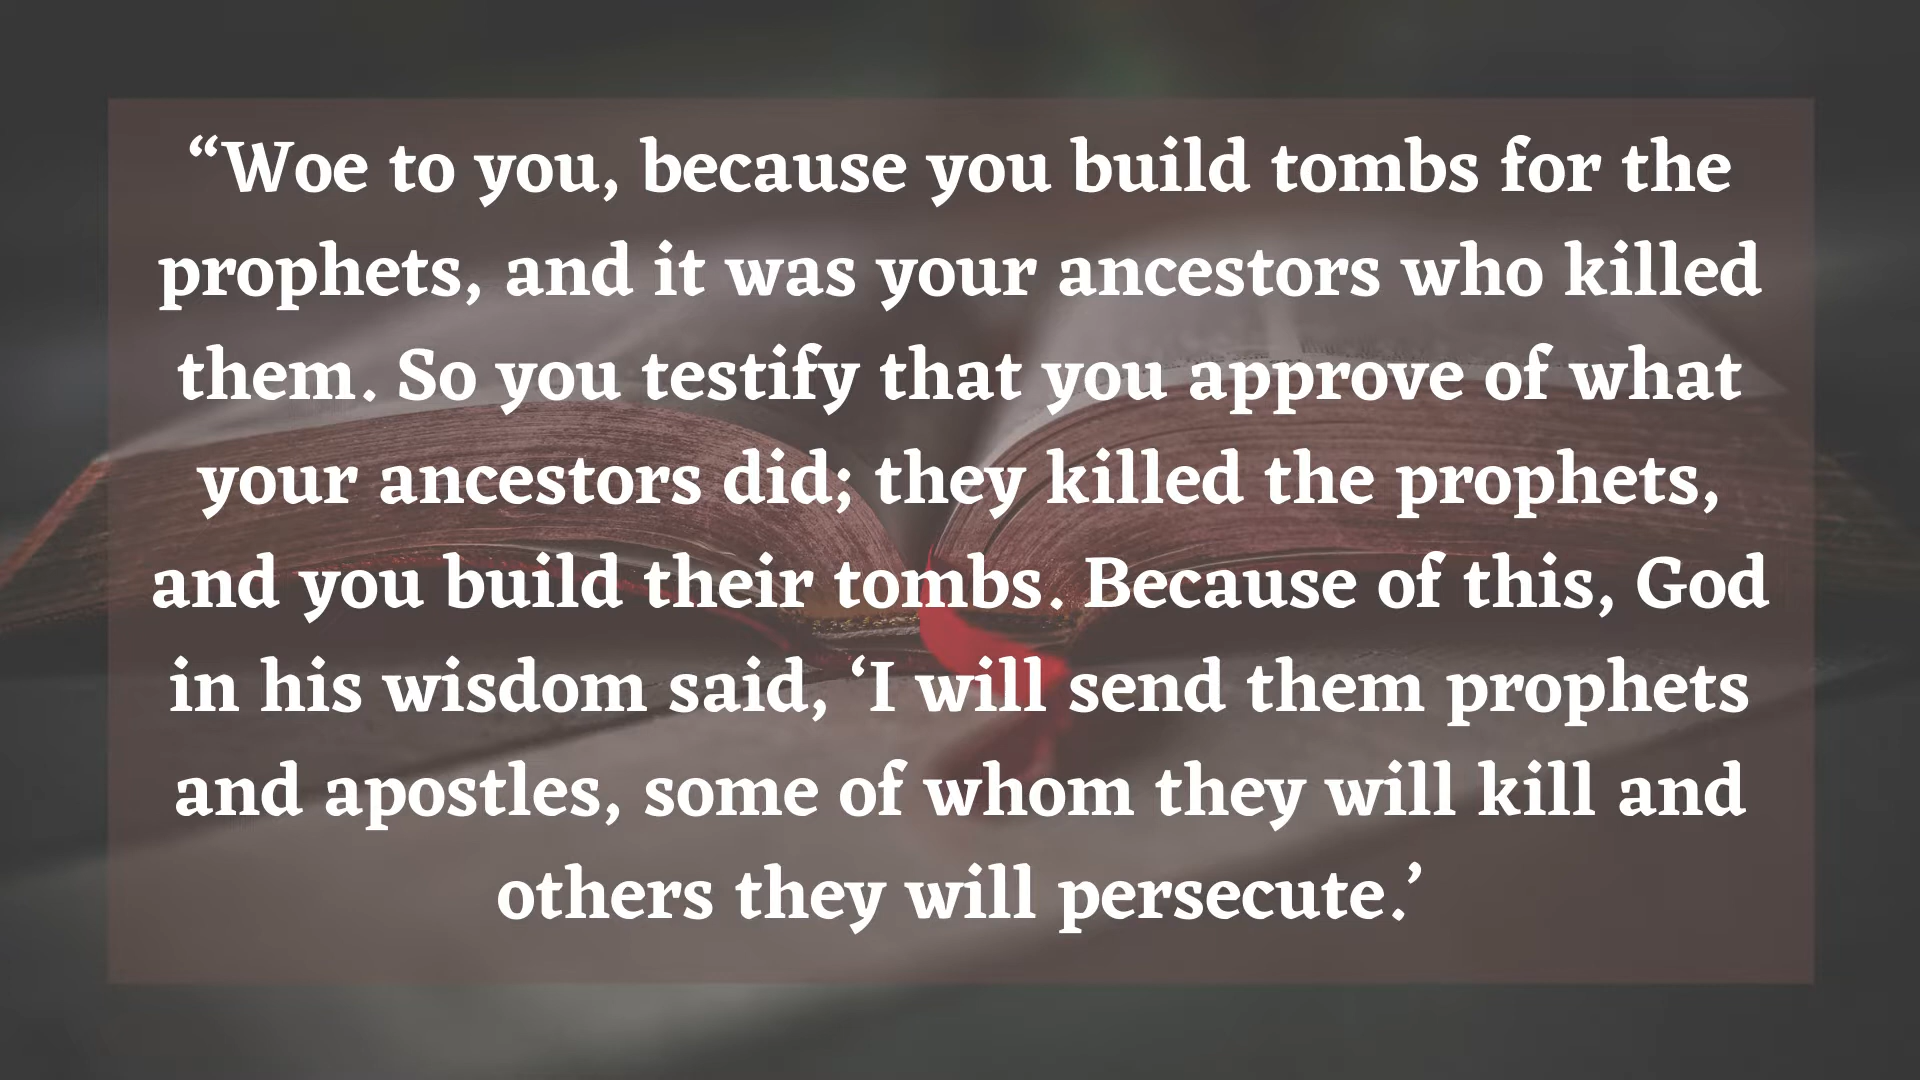 “Woe to you, because you build tombs for the
prophets, and it was your ancestors who killed
them. So you testify that you approve of what
your ancestors did; they killed the prophets,
and you build their tombs. Because of this, God
in his wisdom said, ‘I will send them prophets
and apostles, some of whom they will kill and
others they will persecute.’